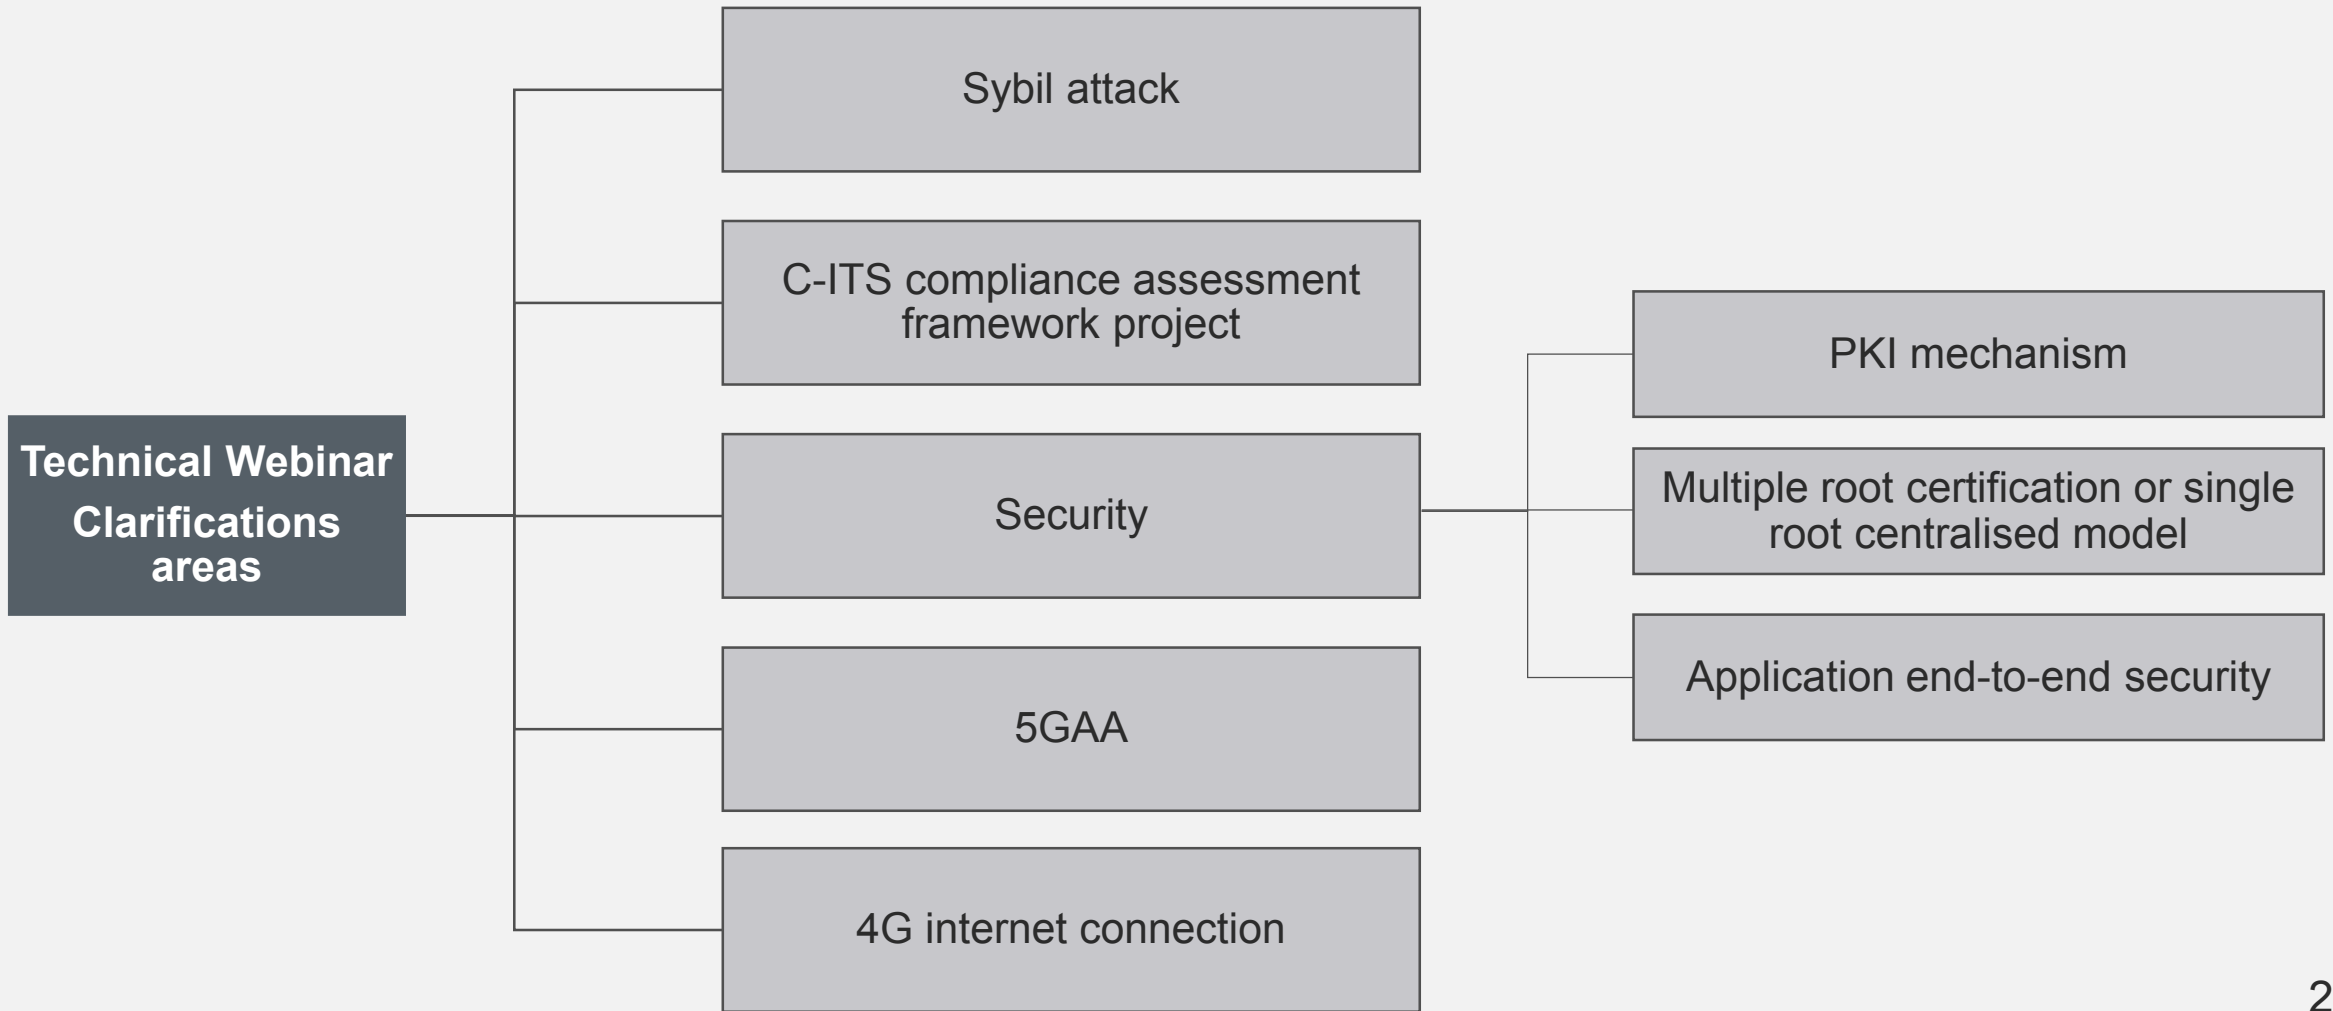 Technical Webinar
Clarifications
areas
Sybil attack
C-ITS compliance assessment
framework project
Security
5GAA
4G internet connection
PKI mechanism
Multiple root certification or single
root centralised model
Application end-to-end security
2